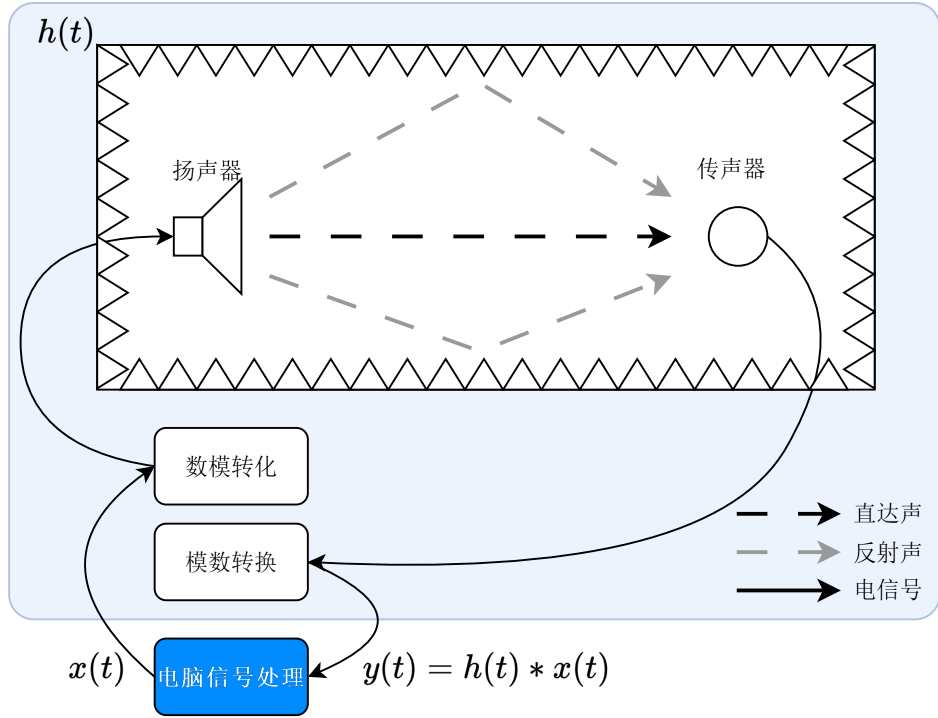 h(t)
扬声器
传声器
数模转化
模数转换
直达声
反射声
电信号
x(t)
电脑信号处理
y(t) = h(t) * x(t)